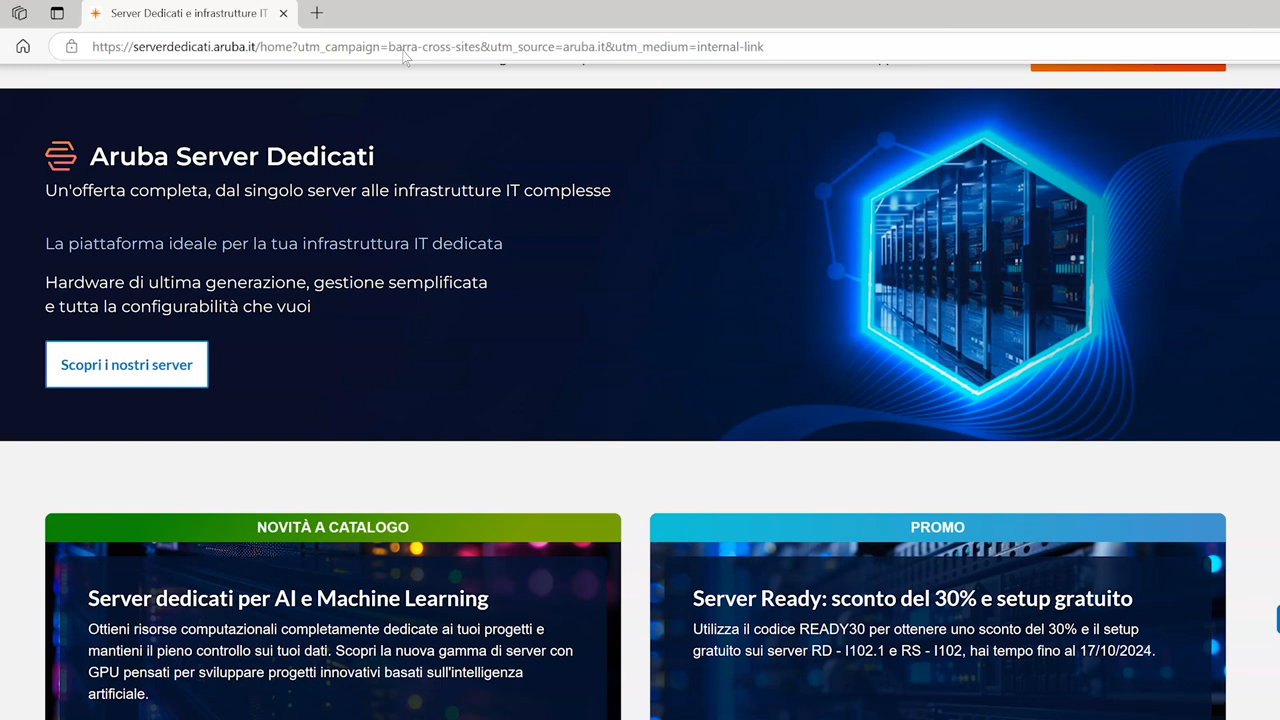 Server Dedicati e infrastrutture IT
https://serverdedicati.aruba.it/home?utm_campaign=barra-cross-sites&utm_source=aruba.it&utm_medium=internal-link
Aruba Server Dedicati
Un'offerta completa, dal singolo server alle infrastrutture IT complesse
La piattaforma ideale per la tua infrastruttura IT dedicata
Hardware di ultima generazione, gestione semplificata
e tutta la configurabilità che vuoi
Scopri i nostri server
NOVITÀ A CATALOGO
Server dedicati per AI e Machine Learning
Ottieni risorse computazionali completamente dedicate ai tuoi progetti e
mantieni il pieno controllo sui tuoi dati. Scopri la nuova gamma di server con
GPU pensati per sviluppare progetti innovativi basati sull'intelligenza
artificiale.
PROMO
Server Ready: sconto del 30% e setup gratuito
Utilizza il codice READY30 per ottenere uno sconto del 30% e il setup
gratuito sui server RD - I102.1 e RS - I102, hai tempo fino al 17/10/2024.